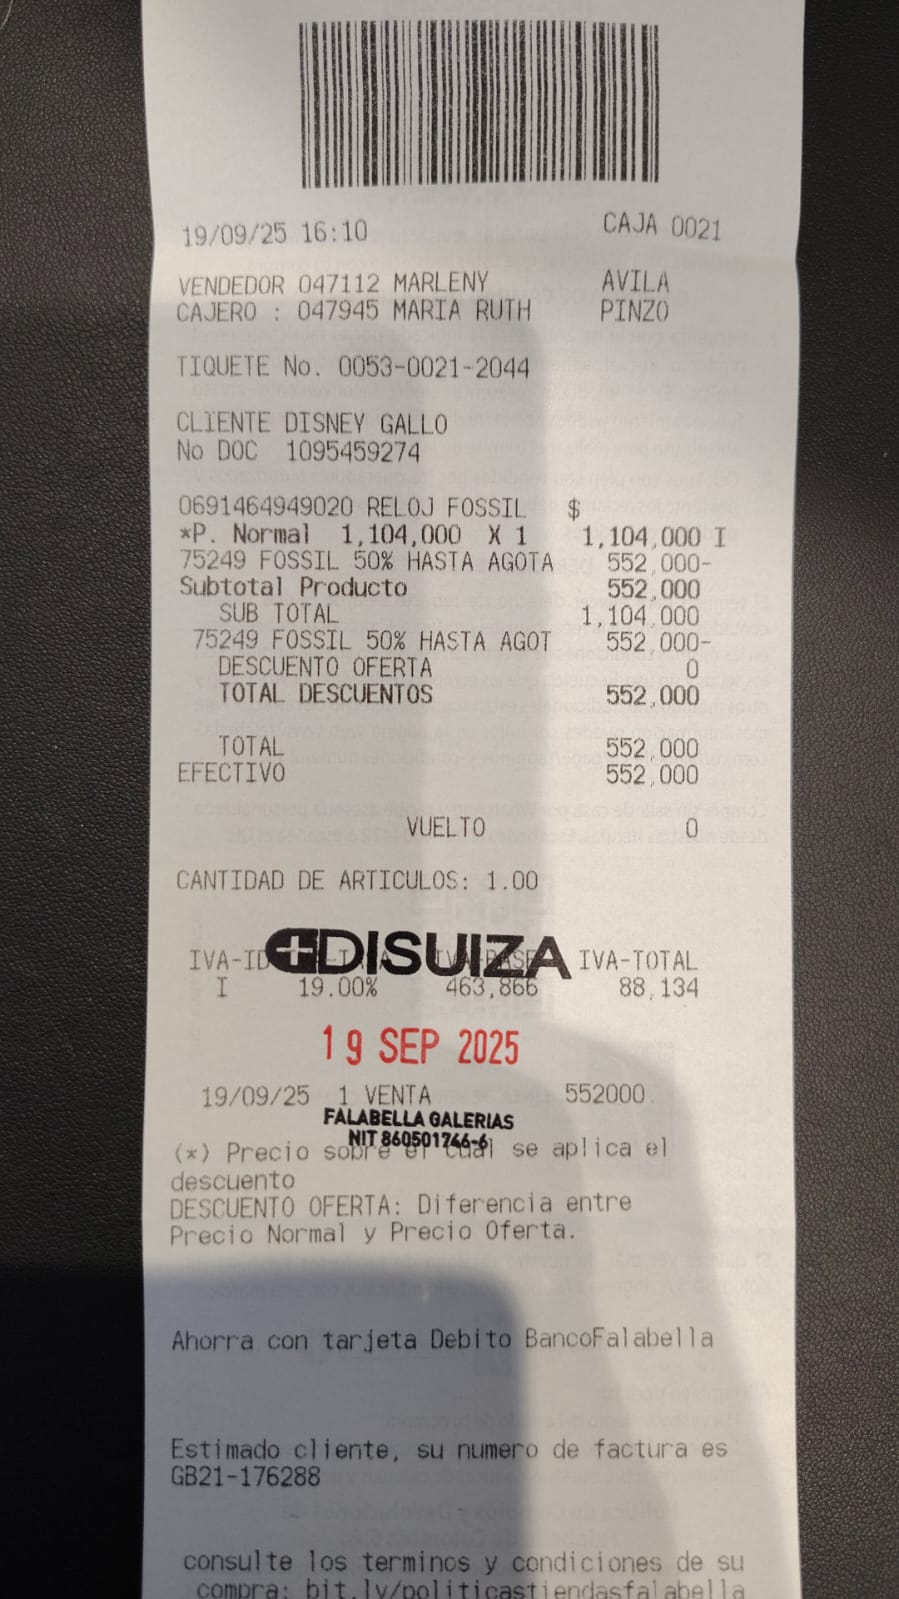 19/09/25 16:10 CAJA 0021
VENDEDOR 047112 MARLENY AVILA
CAJERO : 047945 MARIA RUTH PINZO
TIQUETE No. 0053-0021-2044
CLIENTE DISNEY GALLO
No DOC 1095459274
0691464949020 RELOJ FOSSIL $
*P. Normal 1,104,000 X 1 1,104,000 I
75249 FOSSIL 50% HASTA AGOTA 552,000-
Subtotal Producto 552,000
SUB TOTAL 1,104,000
75249 FOSSIL 50% HASTA AGOT 552,000-
DESCUENTO OFERTA 0
TOTAL DESCUENTOS 552,000
TOTAL 552,000
EFECTIVO 552,000
VUELTO 0
CANTIDAD DE ARTICULOS: 1.00
DISUIZA
IVA-ID IVA-TOTAL
I 19.00% 463,866 88,134
19 SEP 2025
19/09/25 1 VENTA 552000.
FALABELLA GALERIAS
NIT 860501746-6
(*) Precio sobre el cual se aplica el
descuento
DESCUENTO OFERTA: Diferencia entre
Precio Normal y Precio Oferta.
Ahorra con tarjeta Debito BancoFalabella
Estimado cliente, su numero de factura es
GB21-176288
consulte los terminos y condiciones de su
compra: bit.ly/politicastiendasfalabella